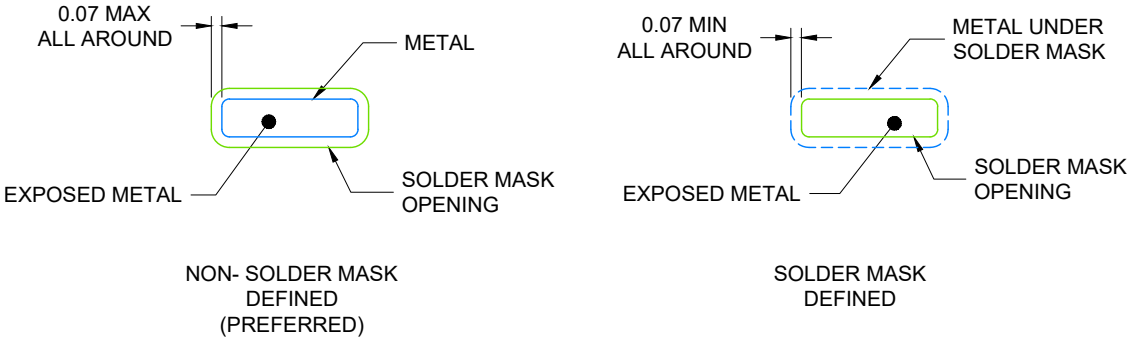 0.07 MAX
ALL AROUND
METAL
EXPOSED METAL
SOLDER MASK
OPENING
NON- SOLDER MASK
DEFINED
(PREFERRED)
0.07 MIN
ALL AROUND
METAL UNDER
SOLDER MASK
EXPOSED METAL
SOLDER MASK
OPENING
SOLDER MASK
DEFINED